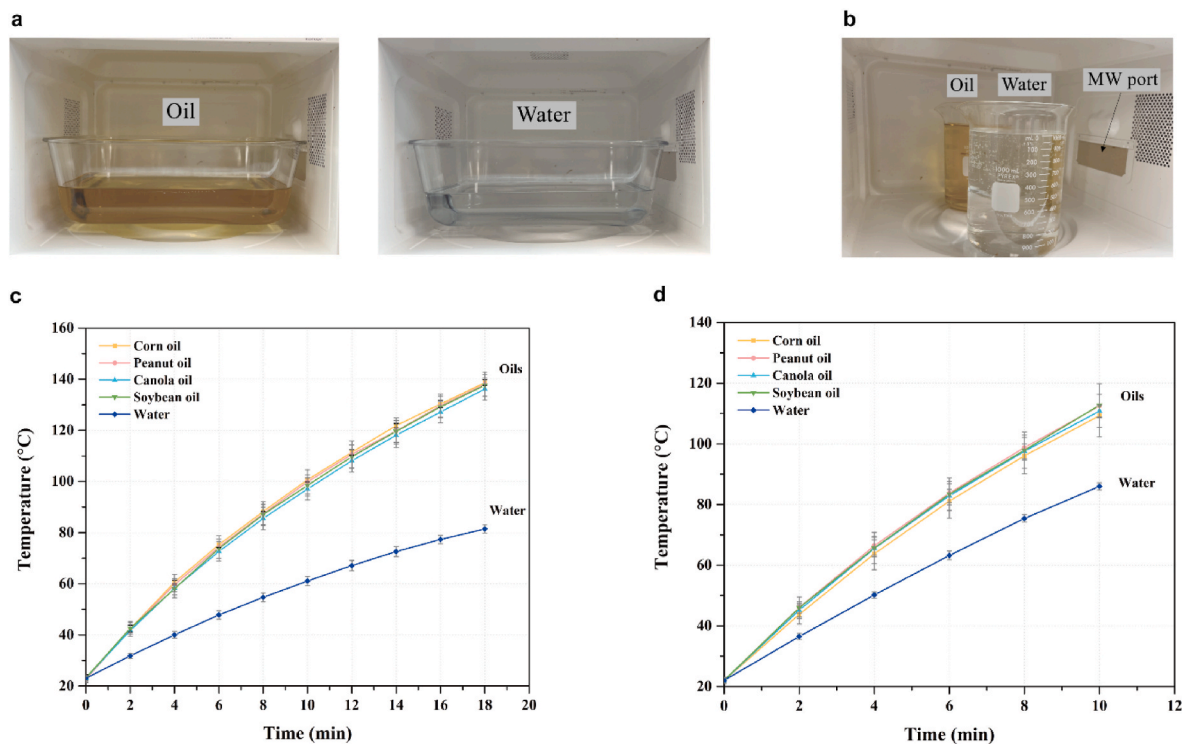 a
b
Oil
Water
Oil
Water
MW port
1000 mL
PYREX
c
d
160
140
120
100
80
60
40
20
Temperature (°C)
Corn oil
Peanut oil
Canola oil
Soybean oil
Water
Oils
Water
0
2
4
6
8
10
12
14
16
18
20
Time (min)
140
120
100
80
60
40
20
Temperature (°C)
Corn oil
Peanut oil
Canola oil
Soybean oil
Water
Oils
Water
0
2
4
6
8
10
12
Time (min)